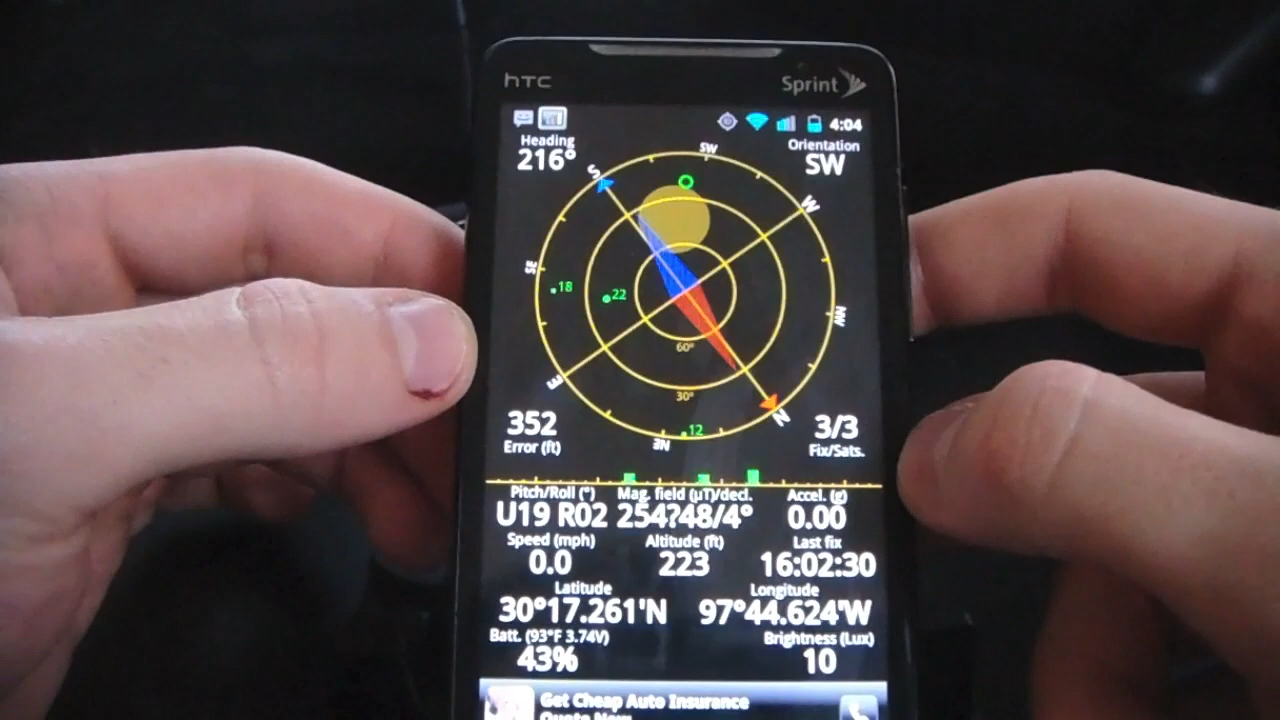 hTC
Sprint
4:04
Heading
216°
Orientation
SW
SW
S
W
SE
18
22
NW
60°
30°
E
N
12
NE
352
Error (ft)
3/3
Fix/Sats.
Pitch/Roll (°) Mag. field (µT)/decl. Accel. (g)
U19 R02 254?48/4° 0.00
Speed (mph) Altitude (ft) Last fix
0.0 223 16:02:30
Latitude Longitude
30°17.261'N 97°44.624'W
Batt. (93°F 3.74V) Brightness (Lux)
43% 10
Get Cheap Auto Insurance
Quote Now